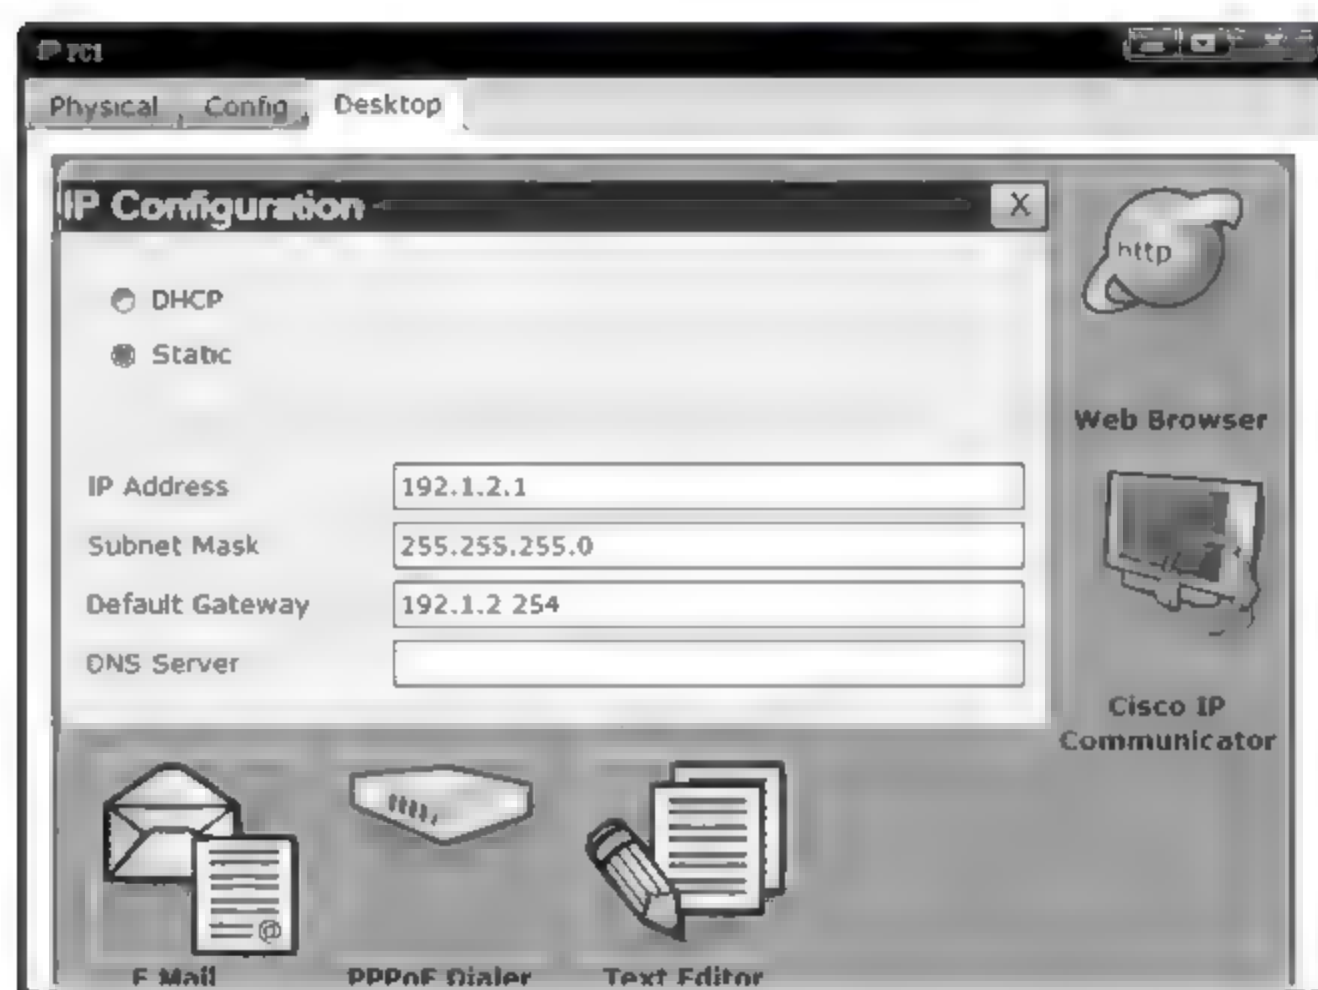 PC1
Physical Config Desktop
IP Configuration X
http
DHCP
Static
Web Browser
IP Address 192.1.2.1
Subnet Mask 255.255.255.0
Default Gateway 192.1.2 254
DNS Server
Cisco IP
Communicator
@
E Mail PPPoE Dialer Text Editor